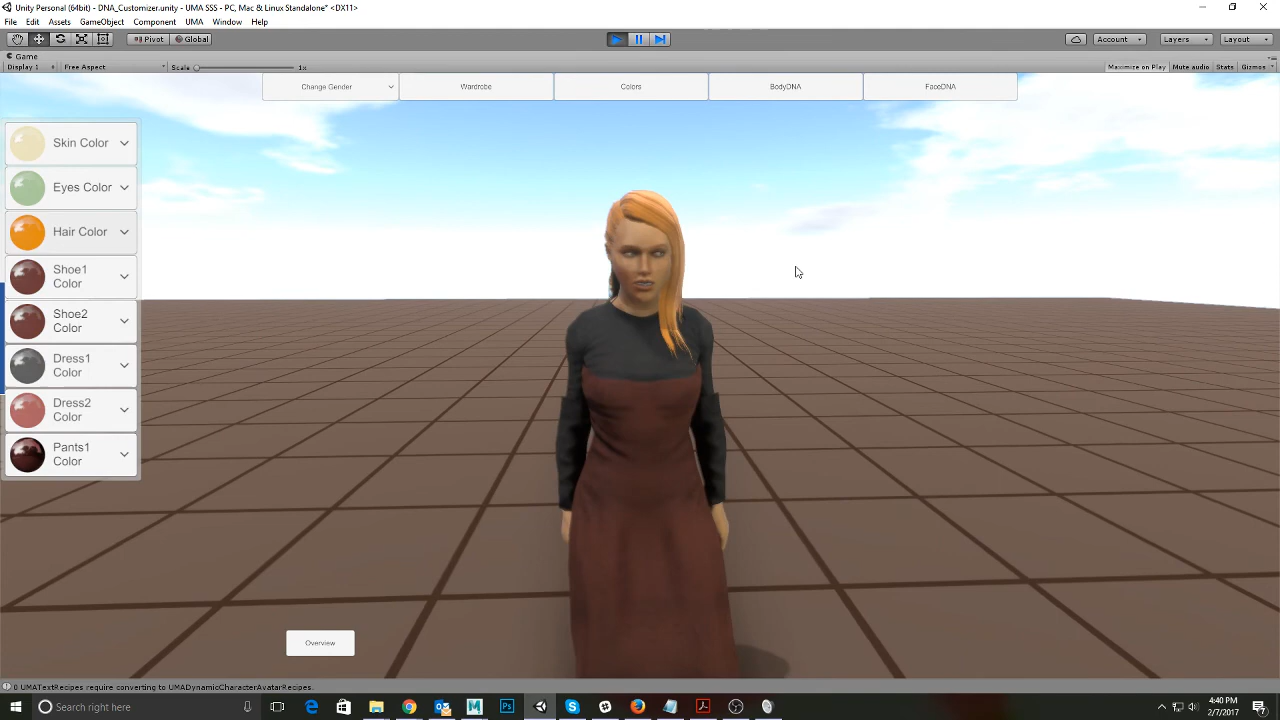 Unity Personal (64bit) - DNA_Customizer.unity - UMA SSS - PC, Mac & Linux Standalone* <DX11>
File Edit Assets GameObject Component UMA Window Help
Pivot Global Account Layers Layout
Game
Display 1 Free Aspect Scale 1x Maximize on Play Mute audio Stats Gizmos
Change Gender Wardrobe Colors BodyDNA FaceDNA
Skin Color
Eyes Color
Hair Color
Shoe1
Color
Shoe2
Color
Dress1
Color
Dress2
Color
Pants1
Color
Overview
0 UMATextRecipes require converting to UMADynamicCharacterAvatarRecipes.
Search right here
4:40 PM
2/7/2017